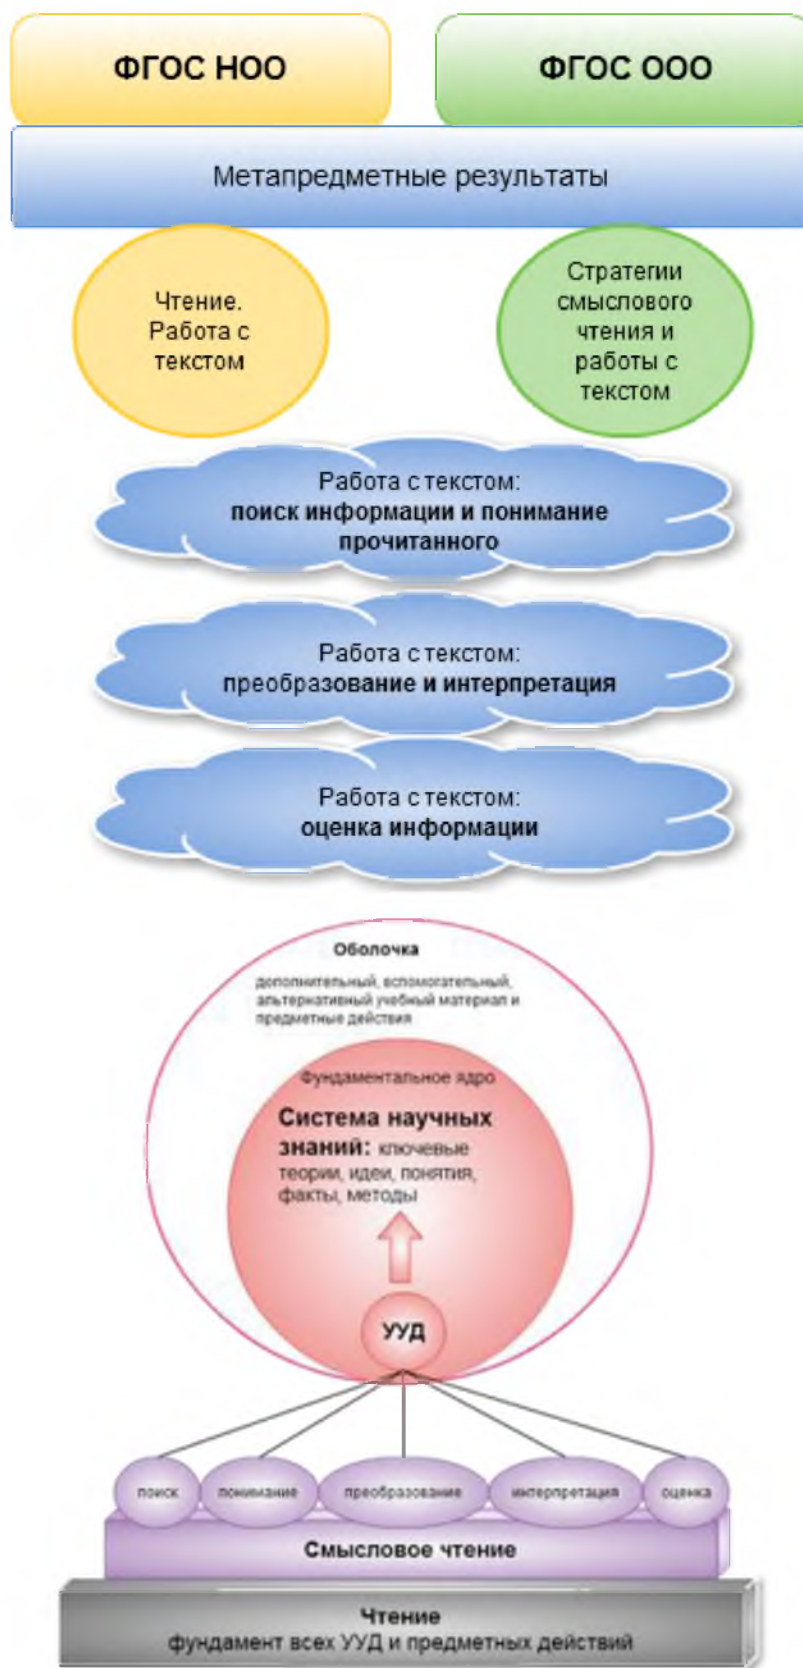 ФГОС НОО
ФГОС ООО
Метапредметные результаты
Чтение.
Работа с
текстом
Стратегии
смыслового
чтения и
работы с
текстом
Работа с текстом:
поиск информации и понимание
прочитанного
Работа с текстом:
преобразование и интерпретация
Работа с текстом:
оценка информации
Оболочка
дополнительный, вспомогательный,
альтернативный учебный материал и
предметные действия
Фундаментальное ядро
Система научных
знаний: ключевые
теории, идеи, понятия,
факты, методы
УУД
поиск
понимание
преобразование
интерпретация
оценка
Смысловое чтение
Чтение
фундамент всех УУД и предметных действий